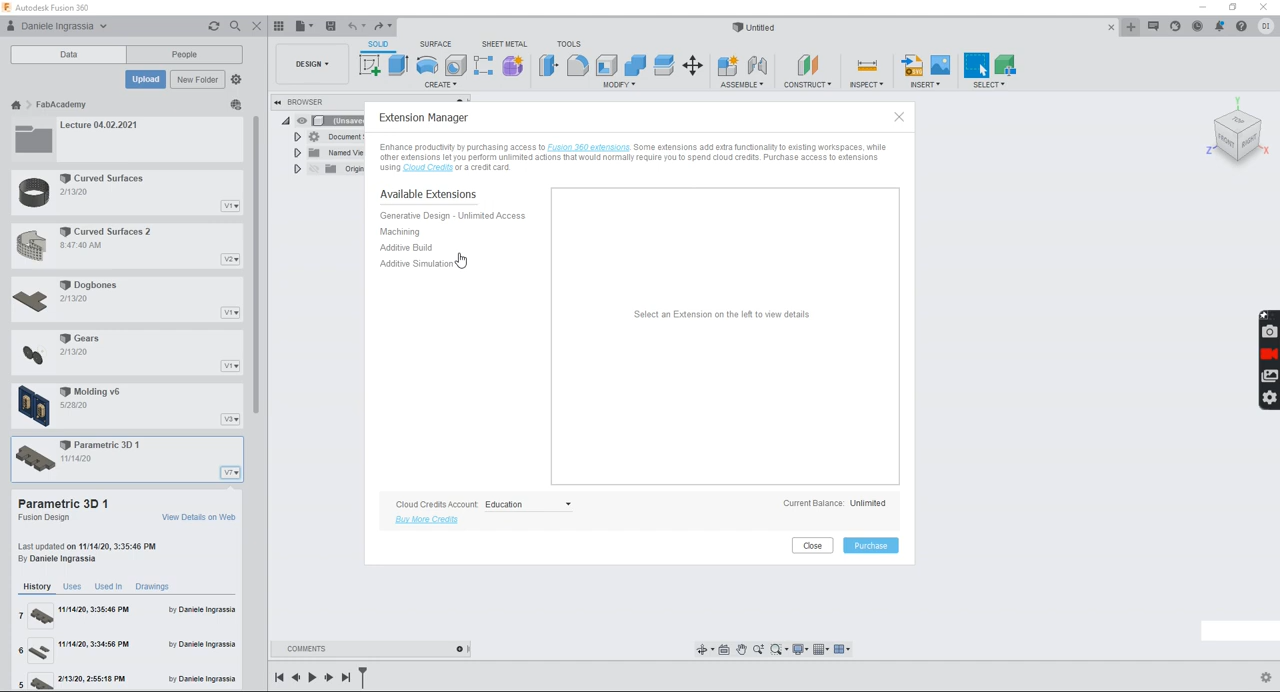 Autodesk Fusion 360
Daniele Ingrassia
Untitled
DI
Data People
Upload New Folder
FabAcademy
Lecture 04.02.2021
Curved Surfaces
2/13/20
V1
Curved Surfaces 2
8:47:40 AM
V2
Dogbones
2/13/20
V1
Gears
2/13/20
V1
Molding v6
5/28/20
V3
Parametric 3D 1
11/14/20
V7
Parametric 3D 1
Fusion Design View Details on Web
Last updated on 11/14/20, 3:35:46 PM
By Daniele Ingrassia
History Uses Used In Drawings
7 11/14/20, 3:35:46 PM by Daniele Ingrassia
6 11/14/20, 3:34:56 PM by Daniele Ingrassia
5 2/13/20, 2:55:18 PM by Daniele Ingrassia
SOLID SURFACE SHEET METAL TOOLS
DESIGN
CREATE MODIFY ASSEMBLE CONSTRUCT INSPECT INSERT SELECT
BROWSER
(Unsave
Document S
Named Vie
Origin
TOP
FRONT RIGHT
Y
Z X
Extension Manager
Enhance productivity by purchasing access to Fusion 360 extensions. Some extensions add extra functionality to existing workspaces, while
other extensions let you perform unlimited actions that would normally require you to spend cloud credits. Purchase access to extensions
using Cloud Credits or a credit card.
Available Extensions
Generative Design - Unlimited Access
Machining
Additive Build
Additive Simulation
Select an Extension on the left to view details
Cloud Credits Account: Education Current Balance: Unlimited
Buy More Credits
Close Purchase
COMMENTS